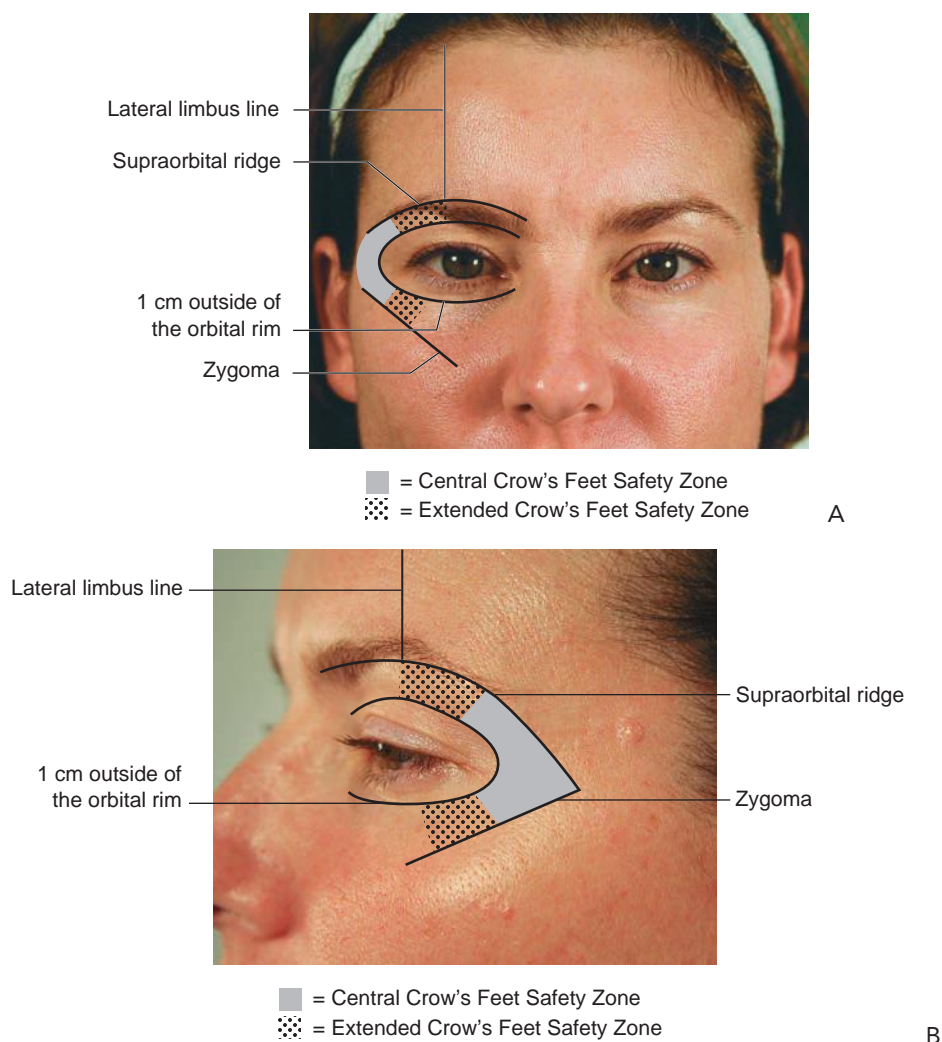 Lateral limbus line
Supraorbital ridge
1 cm outside of
the orbital rim
Zygoma
= Central Crow's Feet Safety Zone
= Extended Crow's Feet Safety Zone
A
Lateral limbus line
Supraorbital ridge
1 cm outside of
the orbital rim
Zygoma
= Central Crow's Feet Safety Zone
= Extended Crow's Feet Safety Zone
B